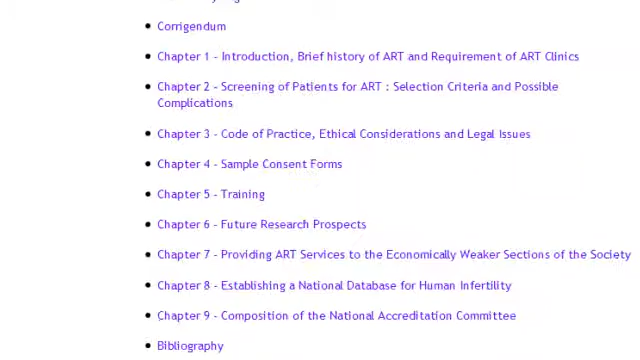 Corrigendum
Chapter 1 - Introduction, Brief history of ART and Requirement of ART Clinics
Chapter 2 - Screening of Patients for ART : Selection Criteria and Possible
Complications
Chapter 3 - Code of Practice, Ethical Considerations and Legal Issues
Chapter 4 - Sample Consent Forms
Chapter 5 - Training
Chapter 6 - Future Research Prospects
Chapter 7 - Providing ART Services to the Economically Weaker Sections of the Society
Chapter 8 - Establishing a National Database for Human Infertility
Chapter 9 - Composition of the National Accreditation Committee
Bibliography